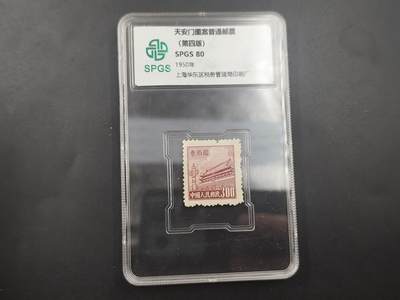 天安门图案普通邮票
（第四版）
SPGS 80
1950年
上海华东区税务管理局印刷厂
SPGS
中国人民邮政
300